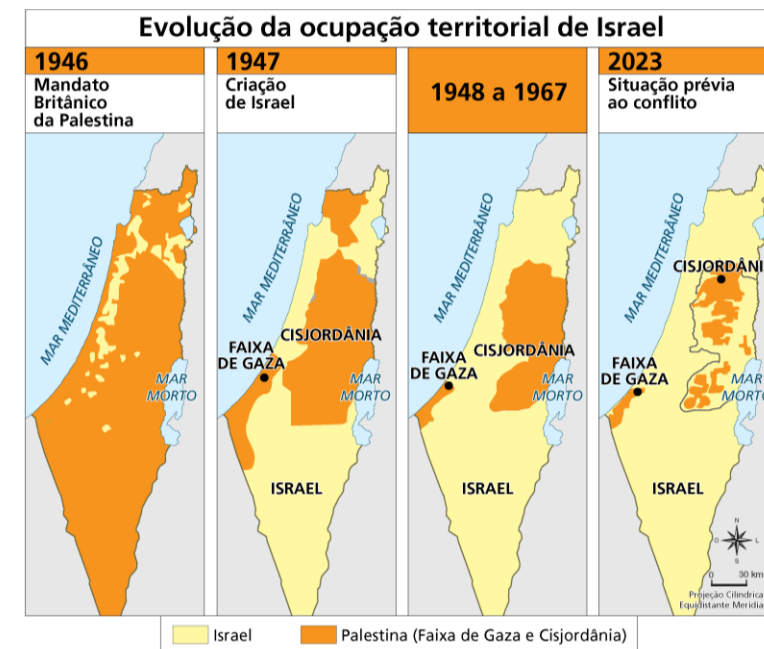 Evolução da ocupação territorial de Israel
1946
Mandato
Britânico
da Palestina
MAR MEDITERRÂNEO
MAR
MORTO
1947
Criação
de Israel
MAR MEDITERRÂNEO
CISJORDÂNIA
FAIXA
DE GAZA
MAR
MORTO
ISRAEL
1948 a 1967
MAR MEDITERRÂNEO
FAIXA
DE GAZA
CISJORDÂNIA
MAR
MORTO
ISRAEL
2023
Situação prévia
ao conflito
MAR MEDITERRÂNEO
CISJORDÂNI
FAIXA
DE GAZA
MAR
MORTO
ISRAEL
N
O
L
S
0 30 km
Projeção Cilíndrica
Equidistante Meridia
Israel
Palestina (Faixa de Gaza e Cisjordânia)